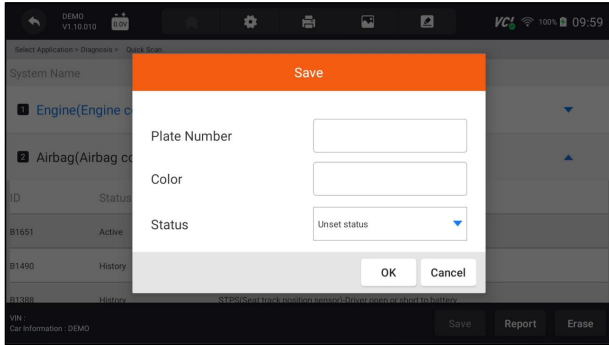 DEMO
V1.10.010
0.0V
VCI
100%
09:59
Select Application > Diagnosis > Quick Scan
System Name
Save
1 Engine(Engine c
Plate Number
2 Airbag(Airbag co
Color
ID Status
Status Unset status
B1651 Active
OK Cancel
B1490 History
B1388 History STPS(Seat track position sensor)-Driver open or short to battery
VIN :
Car Information : DEMO
Save Report Erase